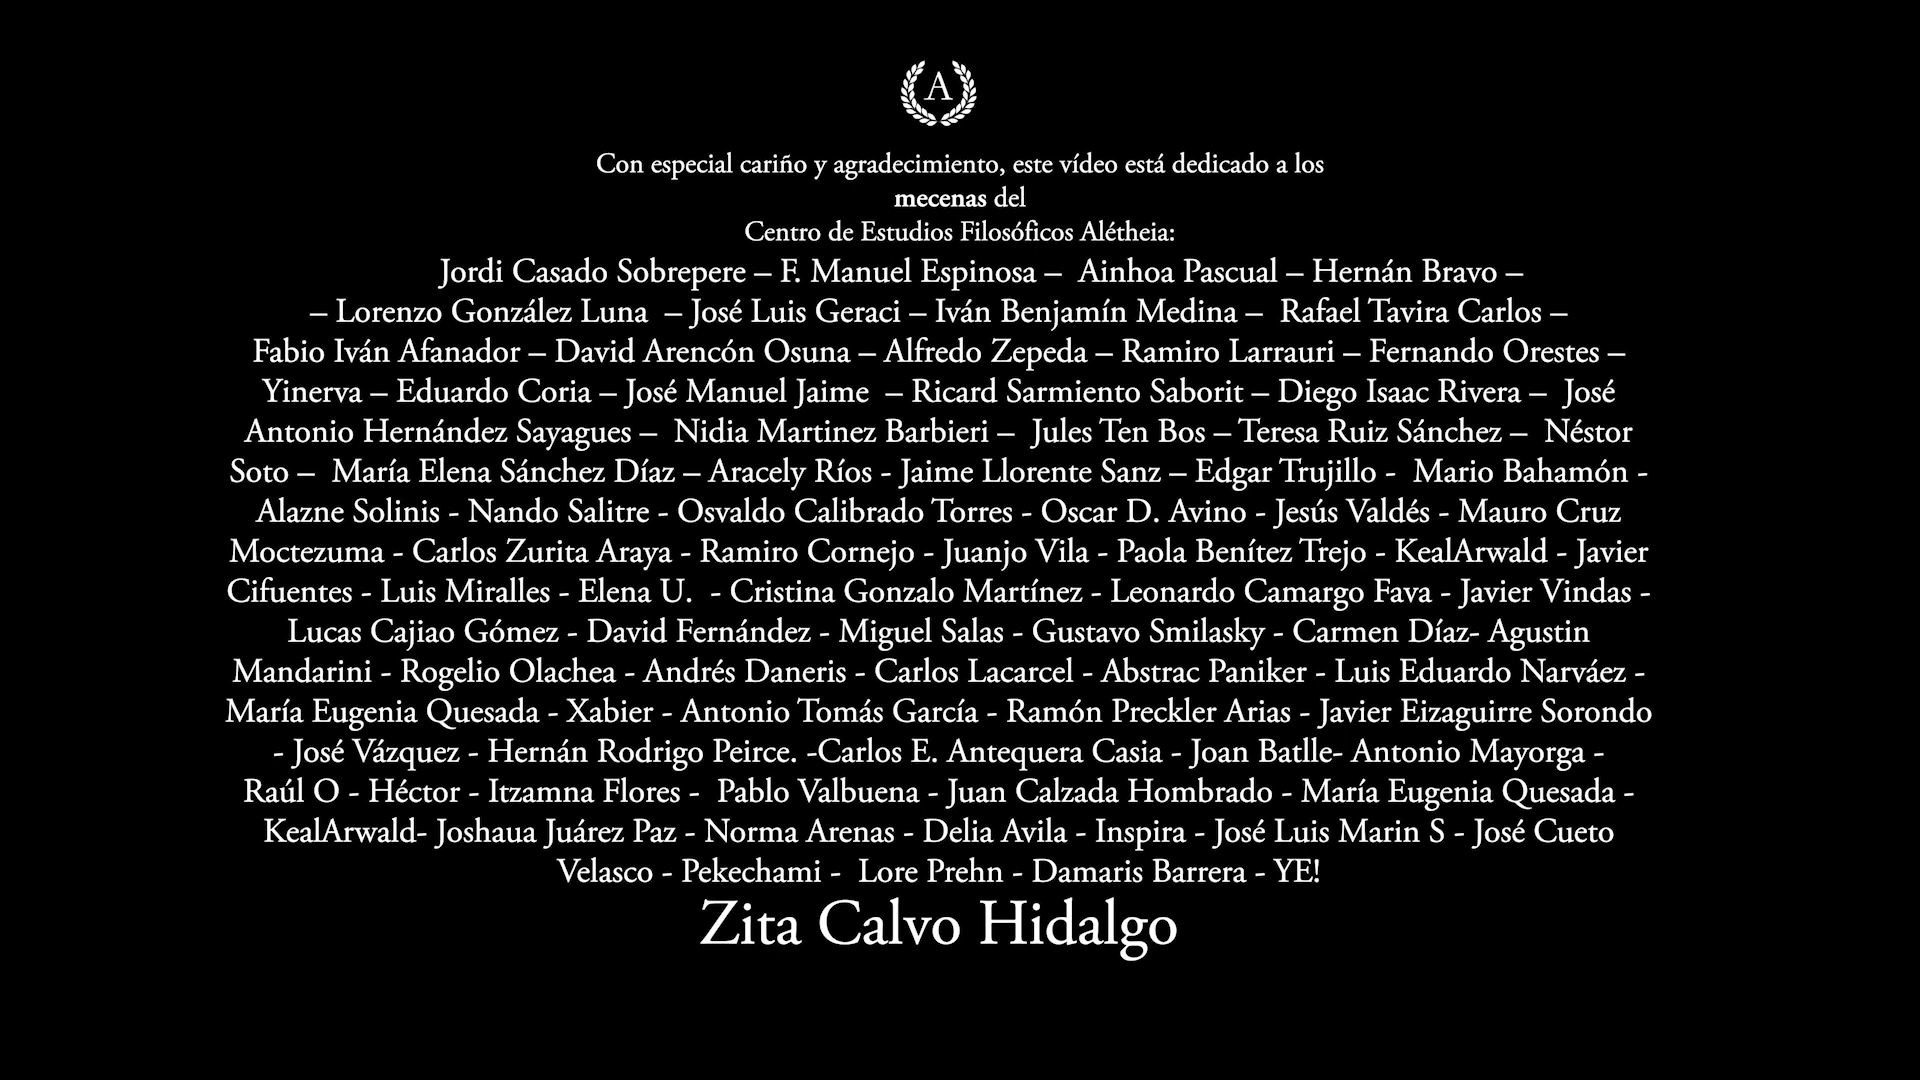 A
Con especial cariño y agradecimiento, este vídeo está dedicado a los
mecenas del
Centro de Estudios Filosóficos Alétheia:
Jordi Casado Sobrepere – F. Manuel Espinosa –  Ainhoa Pascual – Hernán Bravo –
– Lorenzo González Luna  – José Luis Geraci – Iván Benjamín Medina –  Rafael Tavira Carlos –
Fabio Iván Afanador – David Arencón Osuna – Alfredo Zepeda – Ramiro Larrauri – Fernando Orestes –
Yinerva – Eduardo Coria – José Manuel Jaime  – Ricard Sarmiento Saborit – Diego Isaac Rivera –  José
Antonio Hernández Sayagues –  Nidia Martinez Barbieri –  Jules Ten Bos – Teresa Ruiz Sánchez –  Néstor
Soto –  María Elena Sánchez Díaz – Aracely Ríos - Jaime Llorente Sanz – Edgar Trujillo -  Mario Bahamón -
Alazne Solinis - Nando Salitre - Osvaldo Calibrado Torres - Oscar D. Avino - Jesús Valdés - Mauro Cruz
Moctezuma - Carlos Zurita Araya - Ramiro Cornejo - Juanjo Vila - Paola Benítez Trejo - KealArwald - Javier
Cifuentes - Luis Miralles - Elena U.  - Cristina Gonzalo Martínez - Leonardo Camargo Fava - Javier Vindas -
Lucas Cajiao Gómez - David Fernández - Miguel Salas - Gustavo Smilasky - Carmen Díaz- Agustin
Mandarini - Rogelio Olachea - Andrés Daneris - Carlos Lacarcel - Abstrac Paniker - Luis Eduardo Narváez -
María Eugenia Quesada - Xabier - Antonio Tomás García - Ramón Preckler Arias - Javier Eizaguirre Sorondo
- José Vázquez - Hernán Rodrigo Peirce. -Carlos E. Antequera Casia - Joan Batlle- Antonio Mayorga -
Raúl O - Héctor - Itzamna Flores -  Pablo Valbuena - Juan Calzada Hombrado - María Eugenia Quesada -
KealArwald- Joshaua Juárez Paz - Norma Arenas - Delia Avila - Inspira - José Luis Marin S - José Cueto
Velasco - Pekechami -  Lore Prehn - Damaris Barrera - YE!
Zita Calvo Hidalgo